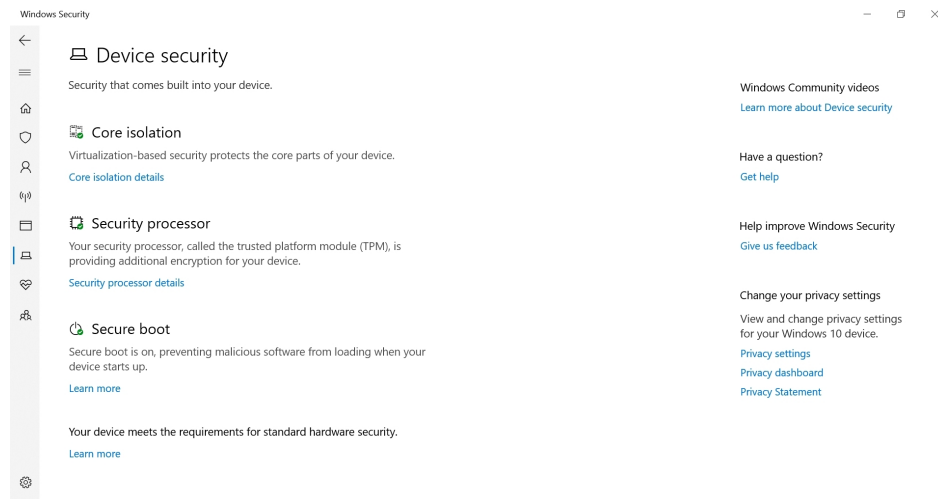 Windows Security
Device security
Security that comes built into your device.
Core isolation
Virtualization-based security protects the core parts of your device.
Core isolation details
Security processor
Your security processor, called the trusted platform module (TPM), is
providing additional encryption for your device.
Security processor details
Secure boot
Secure boot is on, preventing malicious software from loading when your
device starts up.
Learn more
Your device meets the requirements for standard hardware security.
Learn more
Windows Community videos
Learn more about Device security
Have a question?
Get help
Help improve Windows Security
Give us feedback
Change your privacy settings
View and change privacy settings
for your Windows 10 device.
Privacy settings
Privacy dashboard
Privacy Statement